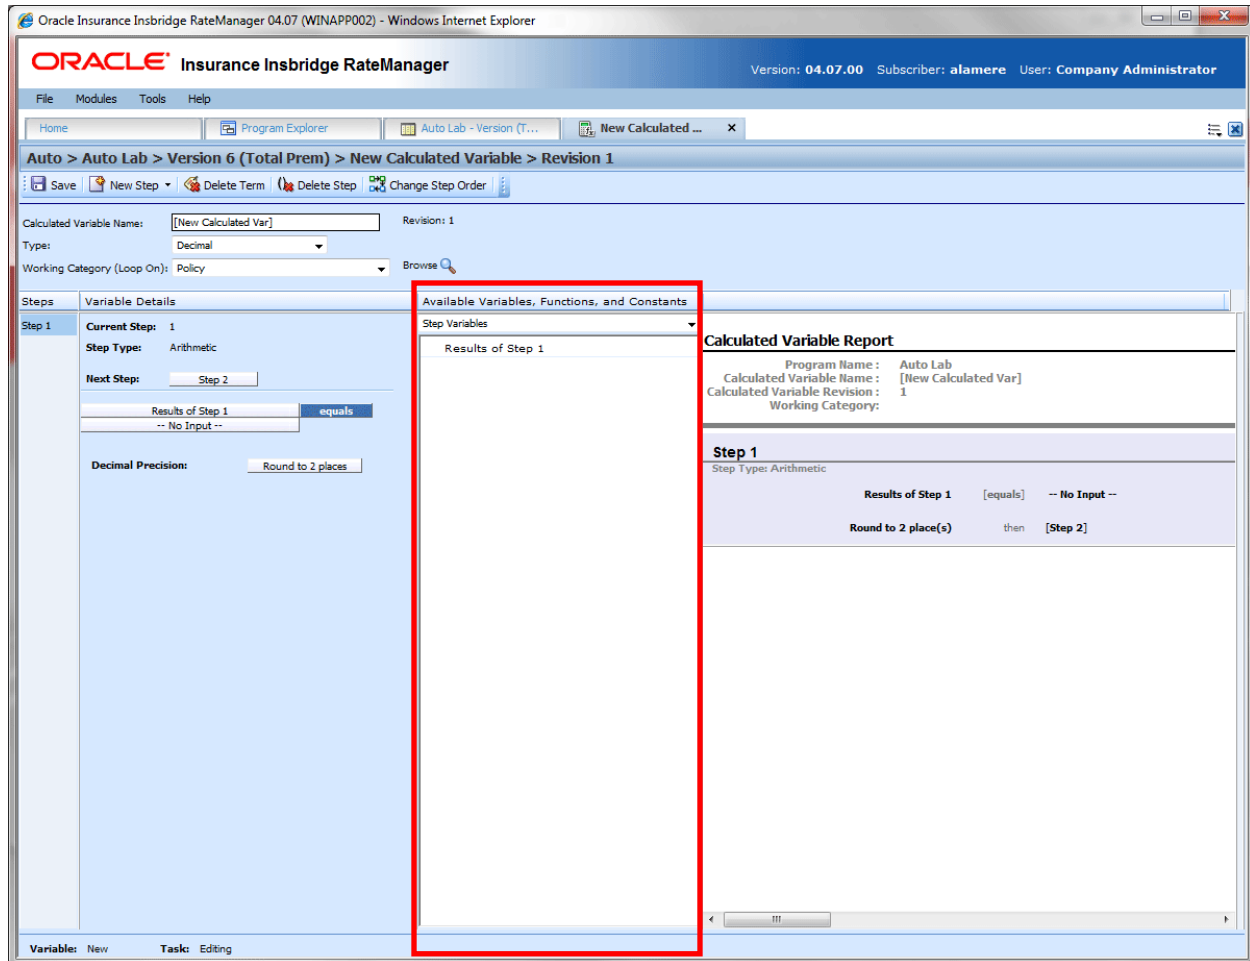 Oracle Insurance Insbridge RateManager 04.07 (WINAPP002) - Windows Internet Explorer
ORACLE Insurance Insbridge RateManager
Version: 04.07.00 Subscriber: alamere User: Company Administrator
File Modules Tools Help
Home Program Explorer Auto Lab - Version (T... New Calculated ... x
Auto > Auto Lab > Version 6 (Total Prem) > New Calculated Variable > Revision 1
Save New Step Delete Term Delete Step Change Step Order
Calculated Variable Name: [New Calculated Var] Revision: 1
Type: Decimal
Working Category (Loop On): Policy Browse
Steps Variable Details Available Variables, Functions, and Constants
Step 1
Current Step: 1
Step Type: Arithmetic
Next Step: Step 2
Results of Step 1 equals
-- No Input --
Decimal Precision: Round to 2 places
Step Variables
Results of Step 1
Calculated Variable Report
Program Name : Auto Lab
Calculated Variable Name : [New Calculated Var]
Calculated Variable Revision : 1
Working Category:
Step 1
Step Type: Arithmetic
Results of Step 1 [equals] -- No Input --
Round to 2 place(s) then [Step 2]
Variable: New Task: Editing